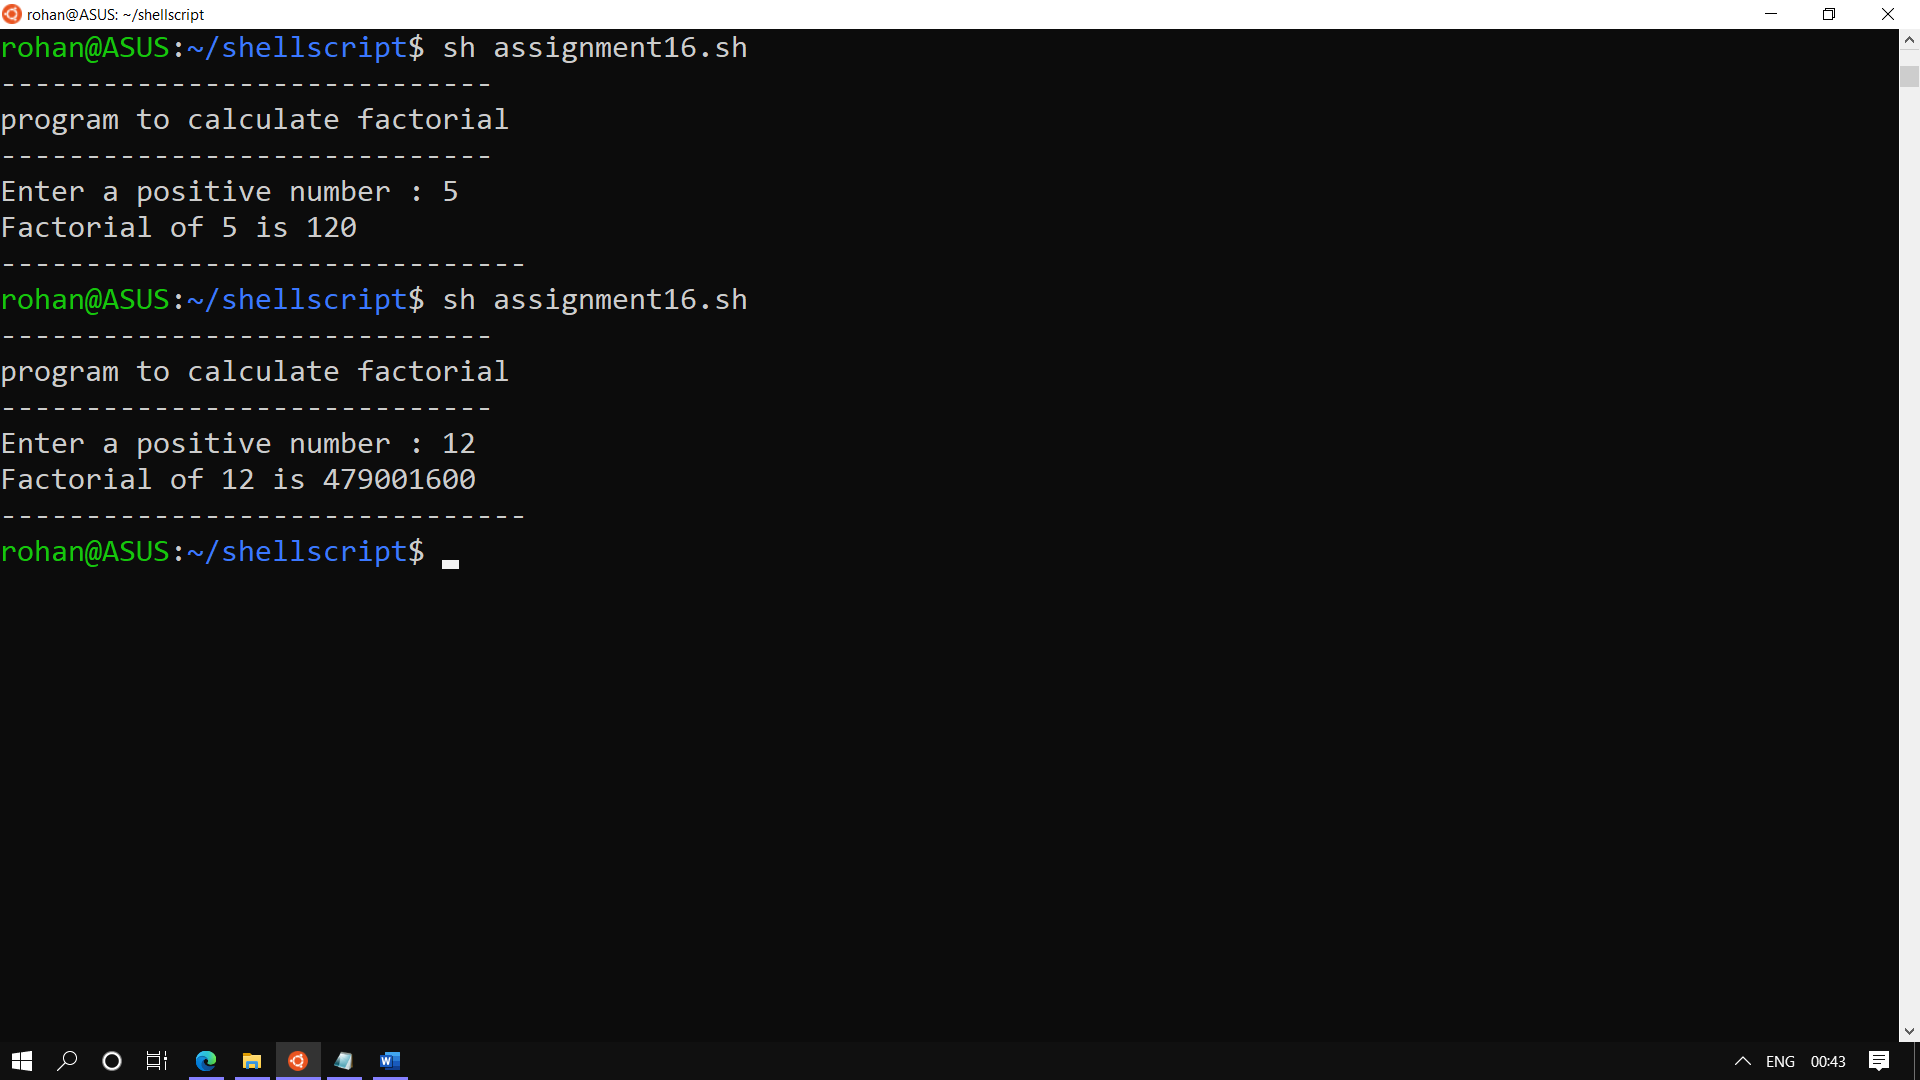 rohan@ASUS: ~/shellscript
rohan@ASUS:~/shellscript$ sh assignment16.sh
-----------------------------
program to calculate factorial
-----------------------------
Enter a positive number : 5
Factorial of 5 is 120
-------------------------------
rohan@ASUS:~/shellscript$ sh assignment16.sh
-----------------------------
program to calculate factorial
-----------------------------
Enter a positive number : 12
Factorial of 12 is 479001600
-------------------------------
rohan@ASUS:~/shellscript$
W
ENG 00:43